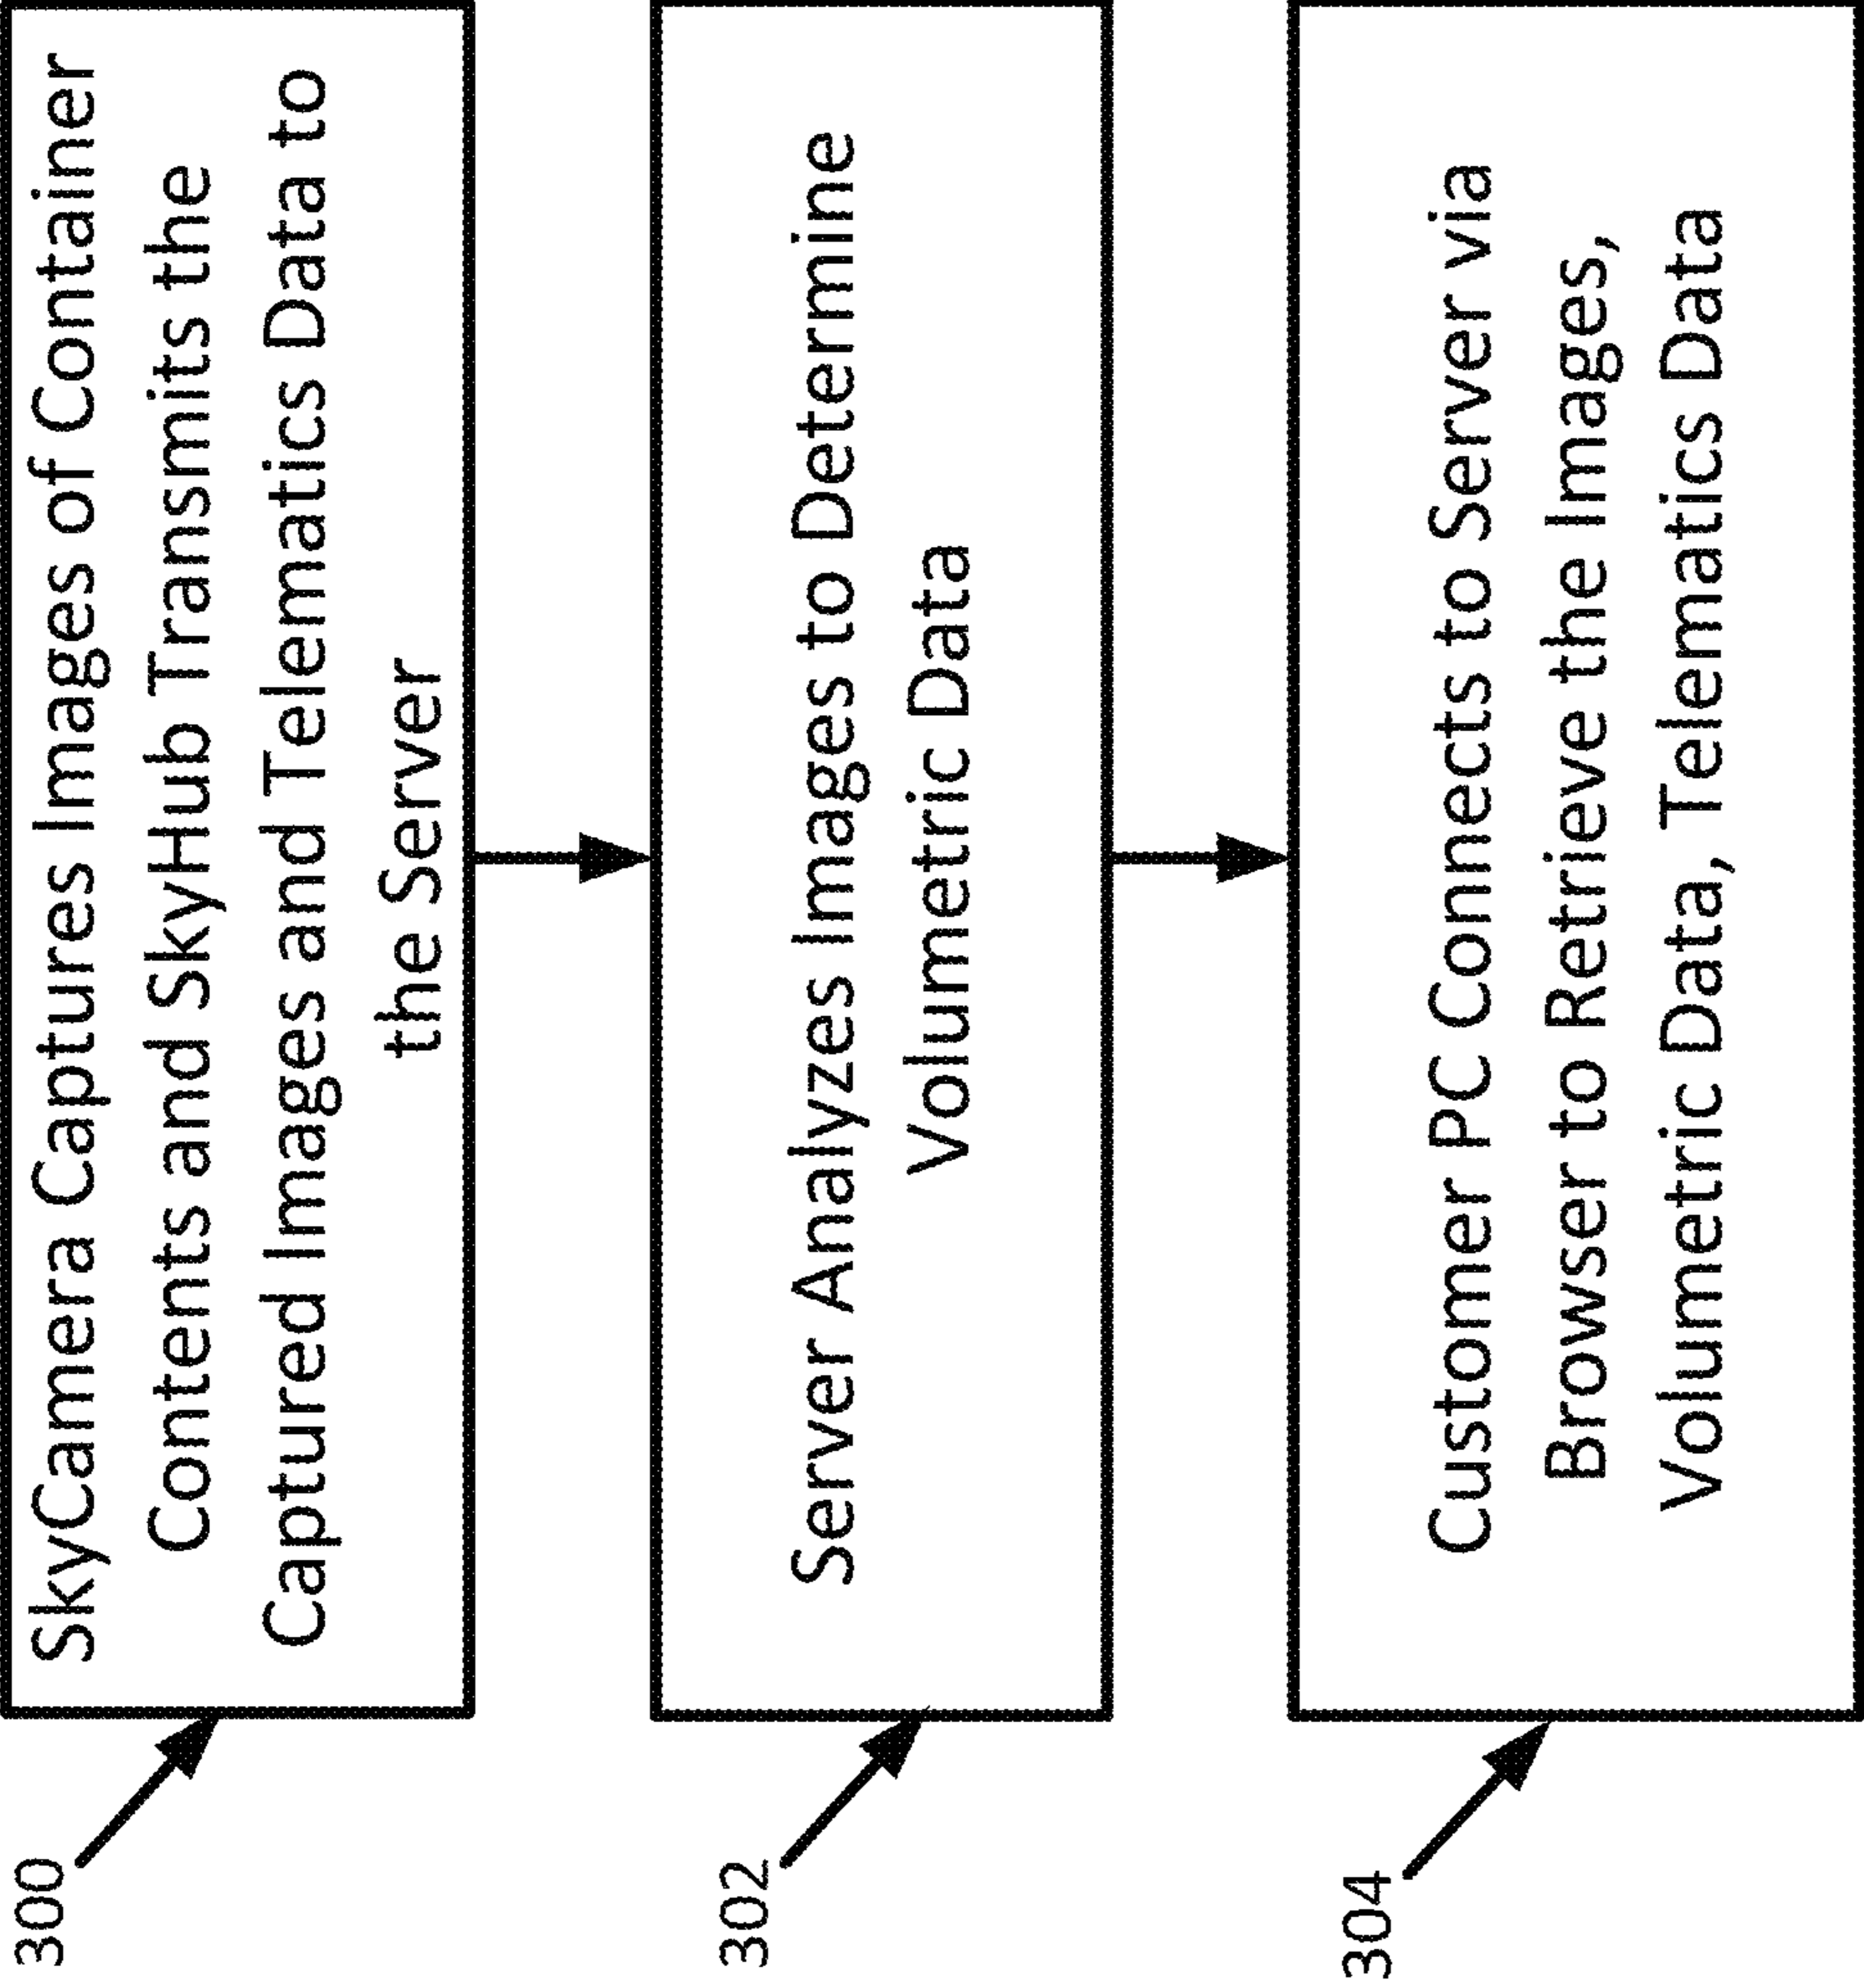 300
SkyCamera Captures Images of Container
Contents and SkyHub Transmits the
Captured Images and Telematics Data to
the Server
302
Server Analyzes Images to Determine
Volumetric Data
304
Customer PC Connects to Server via
Browser to Retrieve the Images,
Volumetric Data, Telematics Data